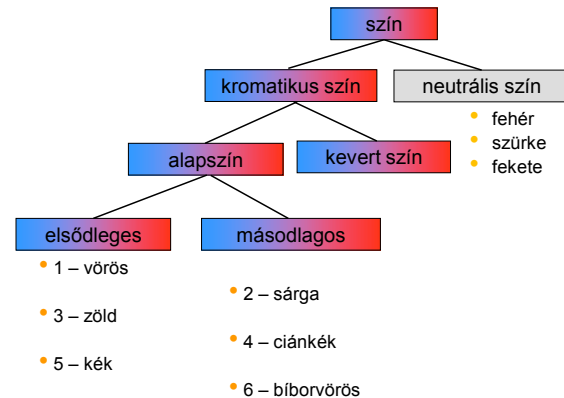 szín
kromatikus szín
neutrális szín
• fehér
• szürke
• fekete
alapszín
kevert szín
elsődleges
másodlagos
• 1 – vörös
• 3 – zöld
• 5 – kék
• 2 – sárga
• 4 – ciánkék
• 6 – bíborvörös